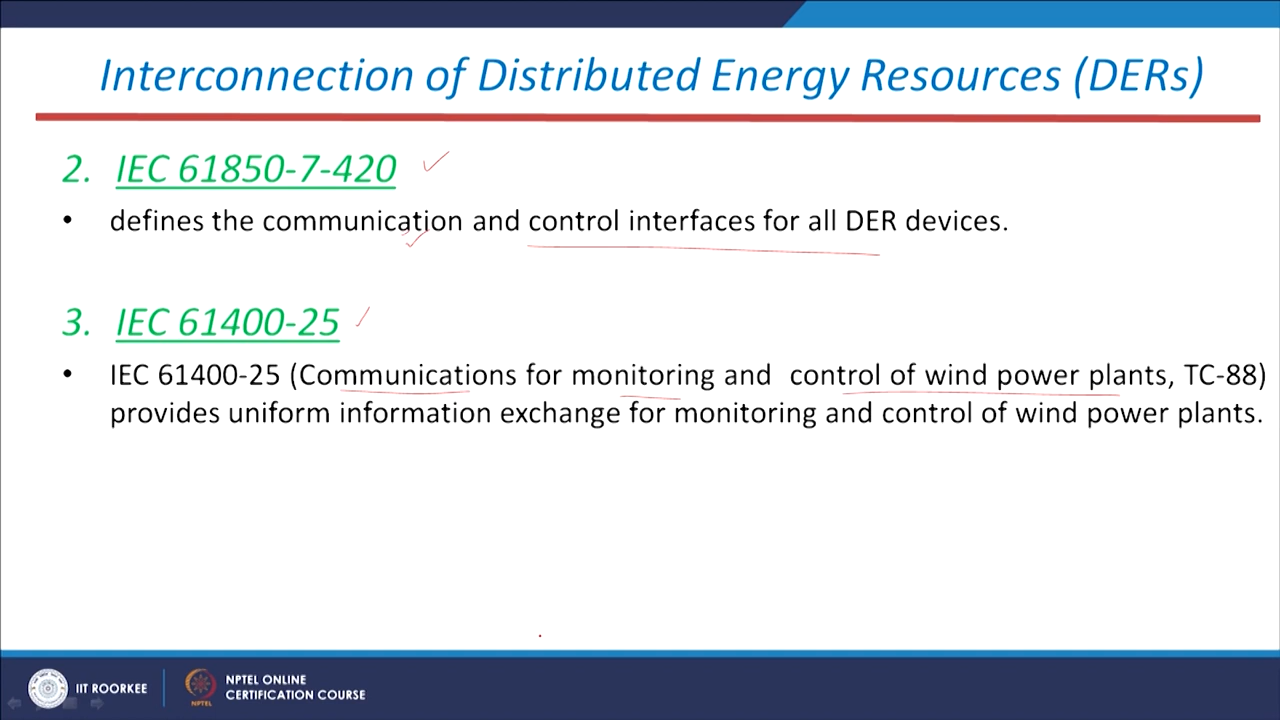 Interconnection of Distributed Energy Resources (DERs)
2. IEC 61850-7-420
• defines the communication and control interfaces for all DER devices.
3. IEC 61400-25
• IEC 61400-25 (Communications for monitoring and control of wind power plants, TC-88)
provides uniform information exchange for monitoring and control of wind power plants.
IIT ROORKEE
NPTEL ONLINE
CERTIFICATION COURSE
NPTEL